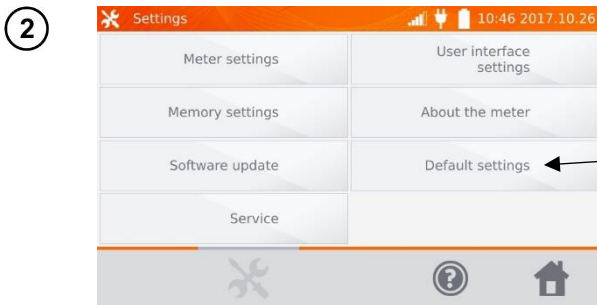 2
Settings
10:46 2017.10.26
Meter settings
User interface
settings
Memory settings
About the meter
Software update
Default settings
Service
?